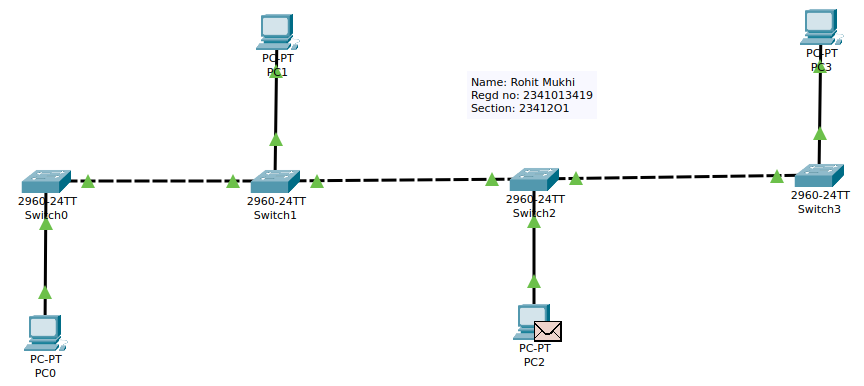 PC-PT
PC1
PC-PT
PC3
Name: Rohit Mukhi
Regd no: 2341013419
Section: 23412O1
2960-24TT
Switch0
2960-24TT
Switch1
2960-24TT
Switch2
2960-24TT
Switch3
PC-PT
PC0
PC-PT
PC2